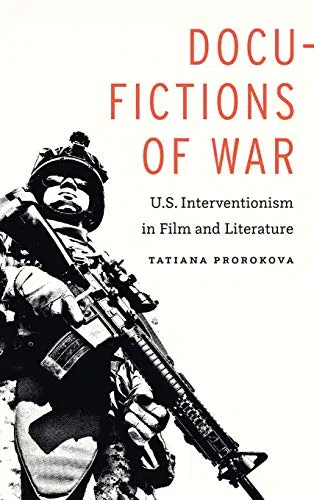 DOCU-
FICTIONS
OF WAR
U.S. Interventionism
in Film and Literature
TATIANA PROROKOVA